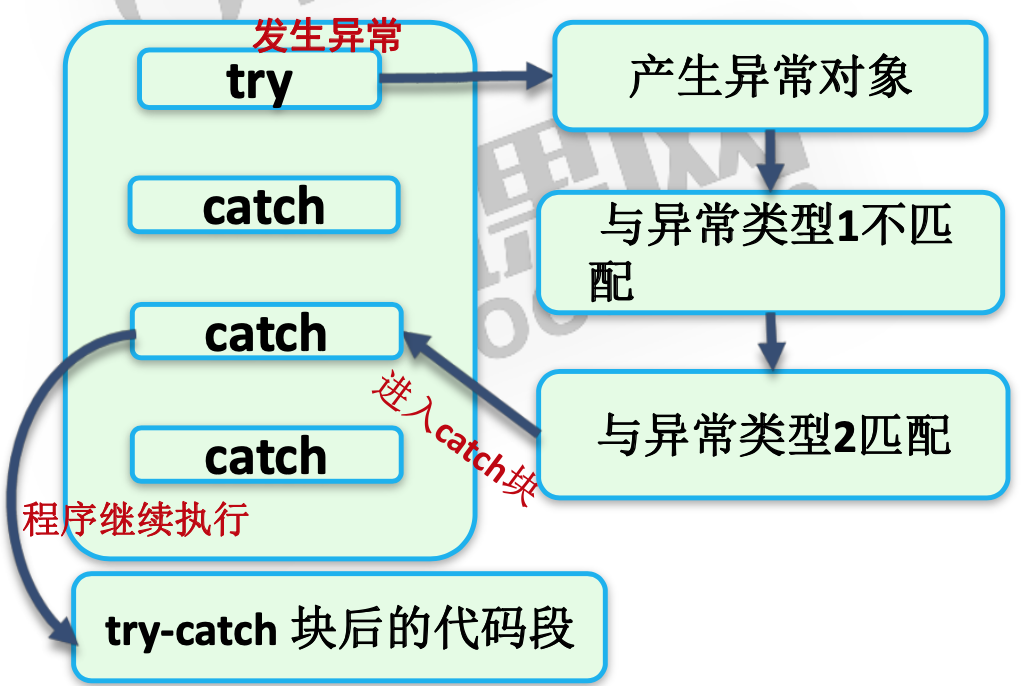 发生异常
try
产生异常对象
catch
与异常类型1不匹
配
catch
进入catch块
与异常类型2匹配
catch
程序继续执行
try-catch 块后的代码段